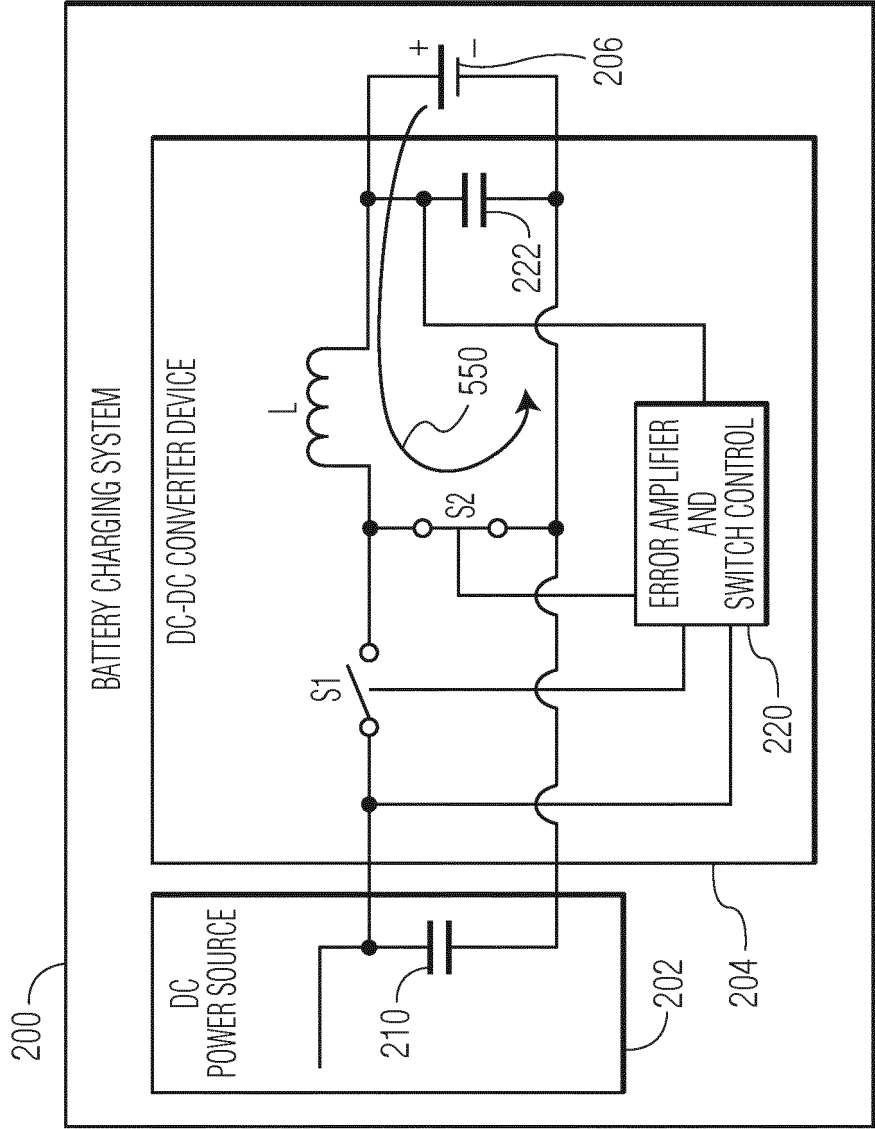 200
BATTERY CHARGING SYSTEM
DC
POWER SOURCE
210
202
DC-DC CONVERTER DEVICE
S1
L
S2
550
222
+
−
206
ERROR AMPLIFIER
AND
SWITCH CONTROL
220
204